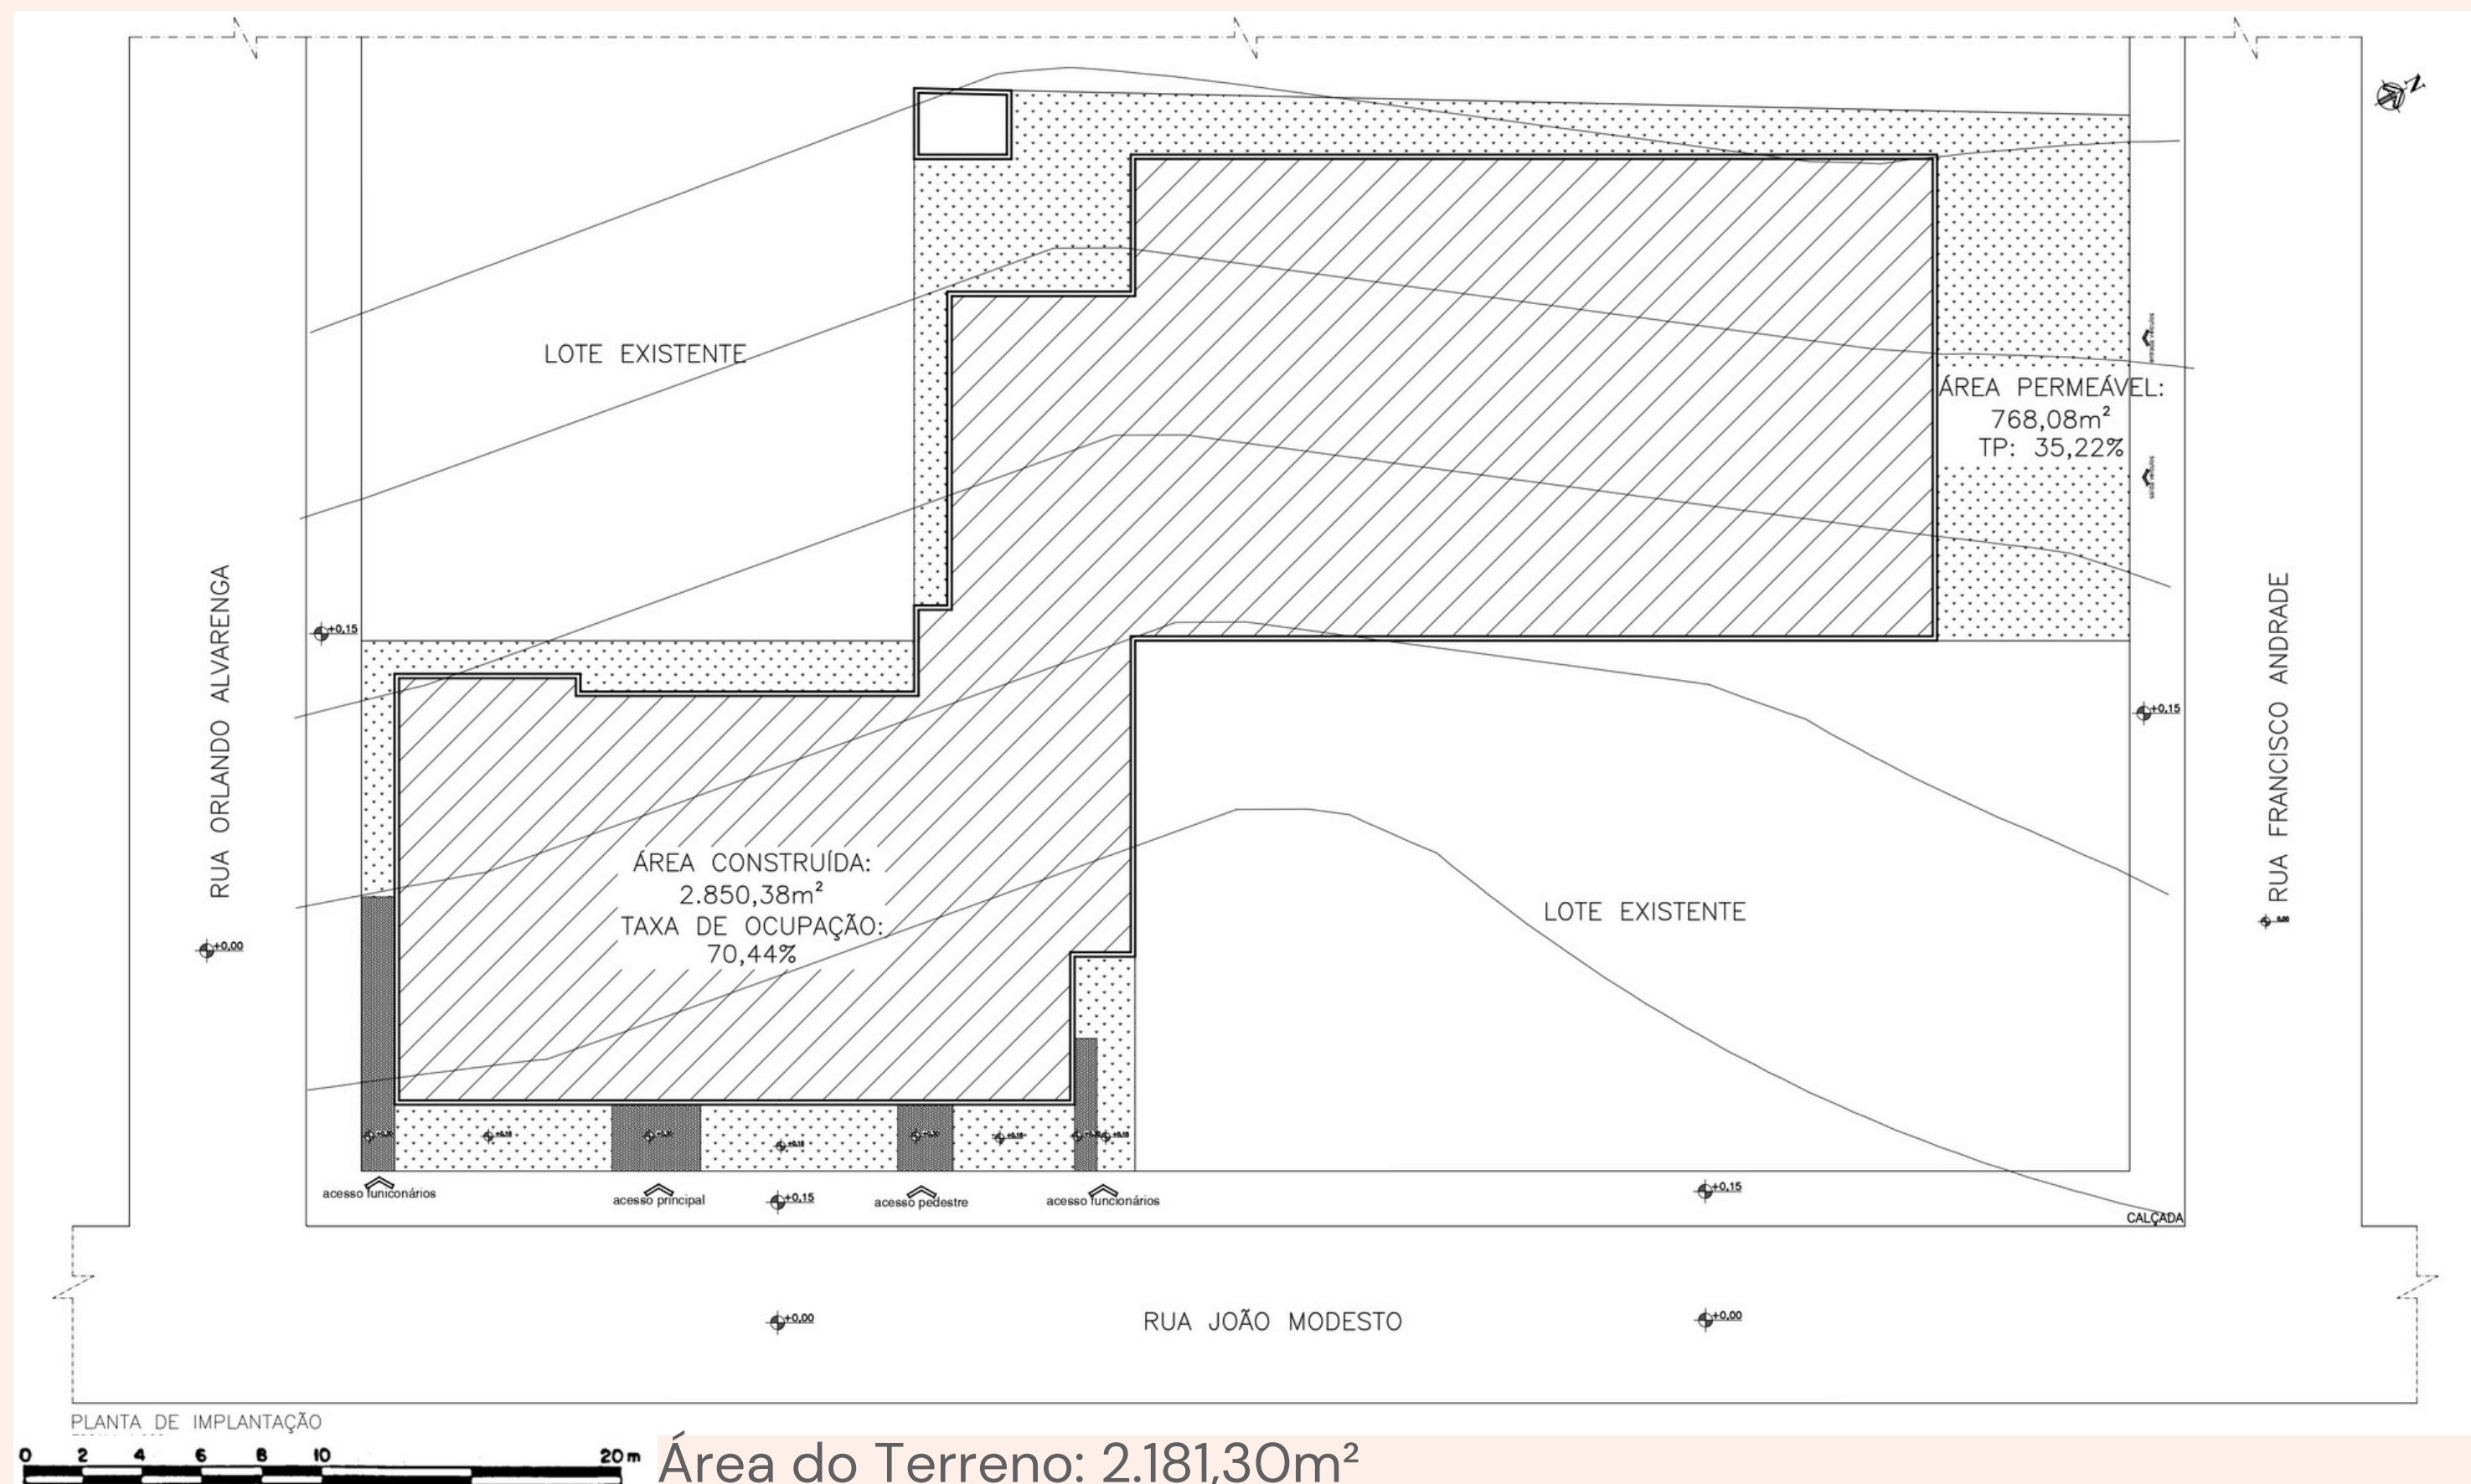 N
LOTE EXISTENTE
ÁREA PERMEÁVEL:
768,08m²
TP: 35,22%
RUA ORLANDO ALVARENGA
+0,15
+0,00
RUA FRANCISCO ANDRADE
+0,15
ÁREA CONSTRUÍDA:
2.850,38m²
TAXA DE OCUPAÇÃO:
70,44%
LOTE EXISTENTE
acesso funiconários
acesso principal
+0,15
acesso pedestre
acesso funcionários
+0,15
CALÇADA
+0,00
RUA JOÃO MODESTO
+0,00
PLANTA DE IMPLANTAÇÃO
0 2 4 6 8 10 20 m
Área do Terreno: 2.181,30m²